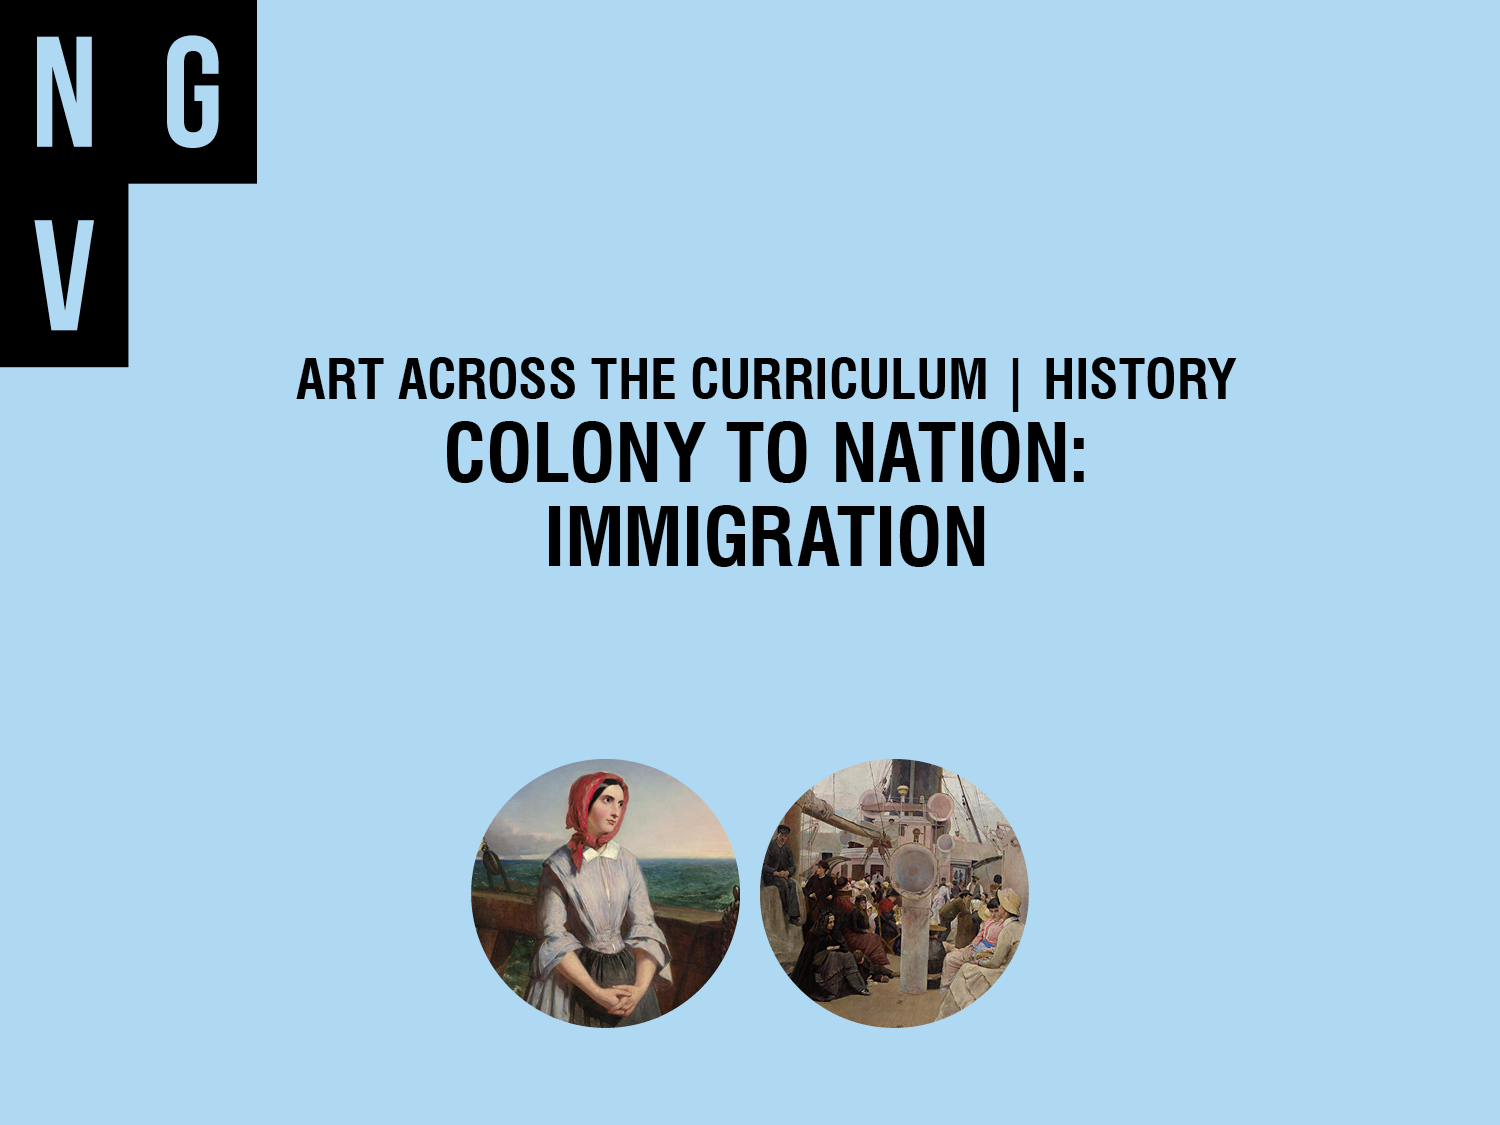 N G
V
ART ACROSS THE CURRICULUM | HISTORY
COLONY TO NATION:
IMMIGRATION